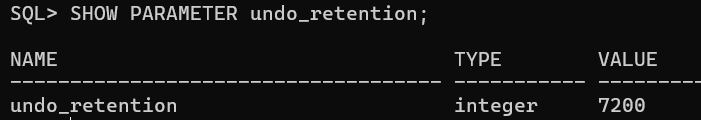 SQL> SHOW PARAMETER undo_retention;
NAME TYPE VALUE
------------------------------------ ----------- ---------
undo_retention integer 7200